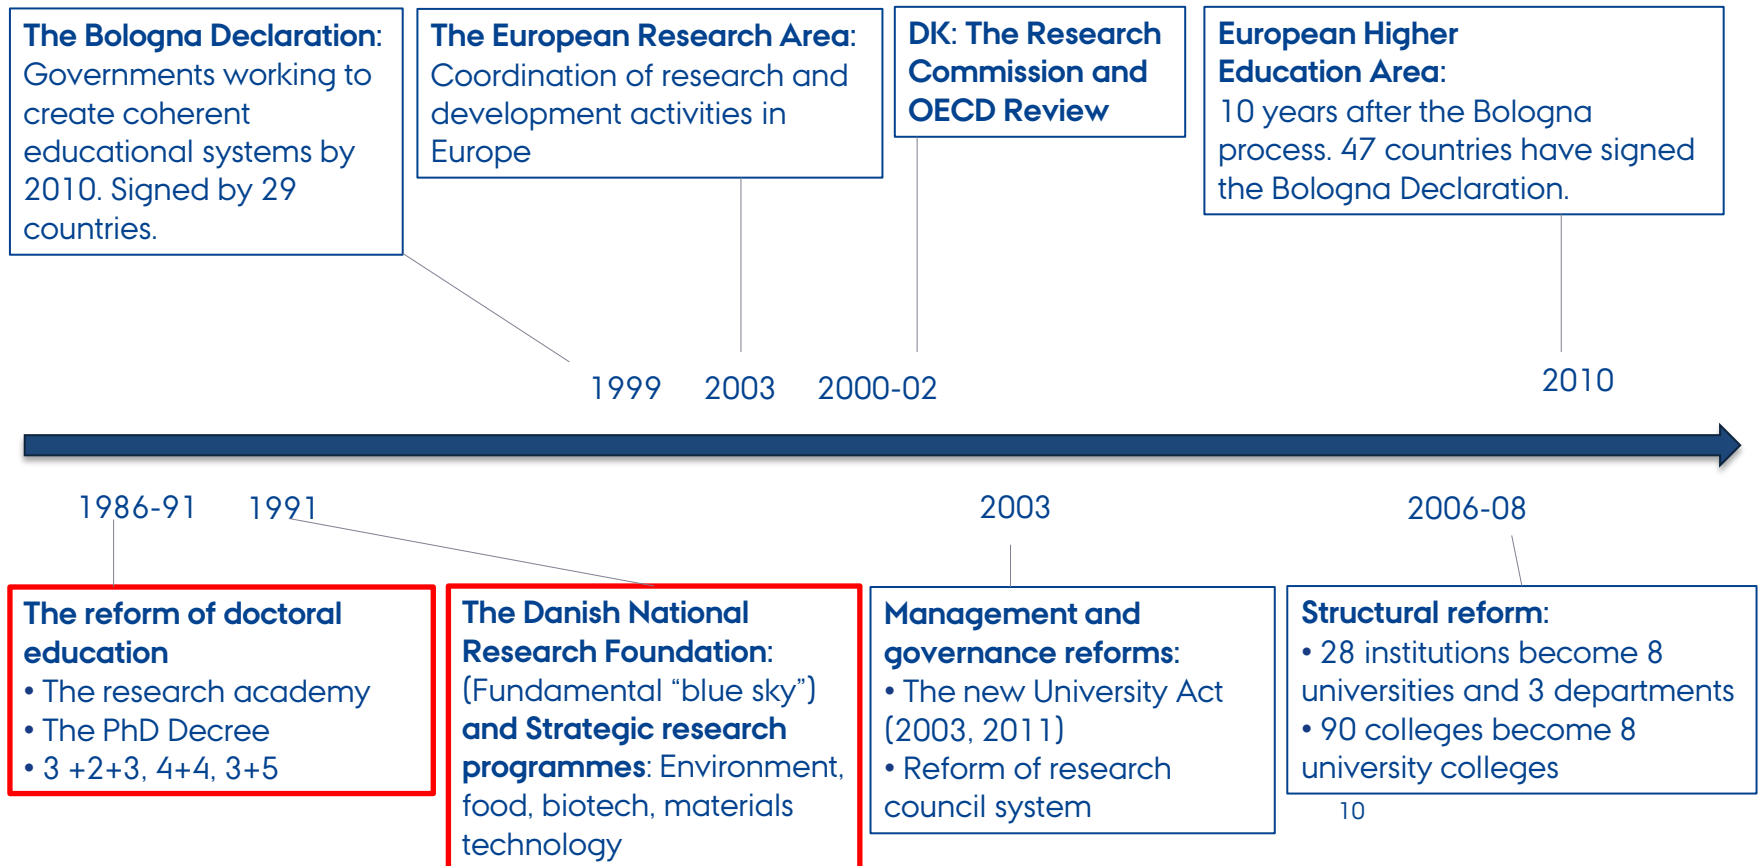 The Bologna Declaration:
Governments working to
create coherent
educational systems by
2010. Signed by 29
countries.
The European Research Area:
Coordination of research and
development activities in
Europe
DK: The Research
Commission and
OECD Review
European Higher
Education Area:
10 years after the Bologna
process. 47 countries have signed
the Bologna Declaration.
1999
2003
2000-02
2010
1986-91
1991
2003
2006-08
The reform of doctoral
education
• The research academy
• The PhD Decree
• 3 +2+3, 4+4, 3+5
The Danish National
Research Foundation:
(Fundamental “blue sky”)
and Strategic research
programmes: Environment,
food, biotech, materials
technology
Management and
governance reforms:
• The new University Act
(2003, 2011)
• Reform of research
council system
Structural reform:
• 28 institutions become 8
universities and 3 departments
• 90 colleges become 8
university colleges
10